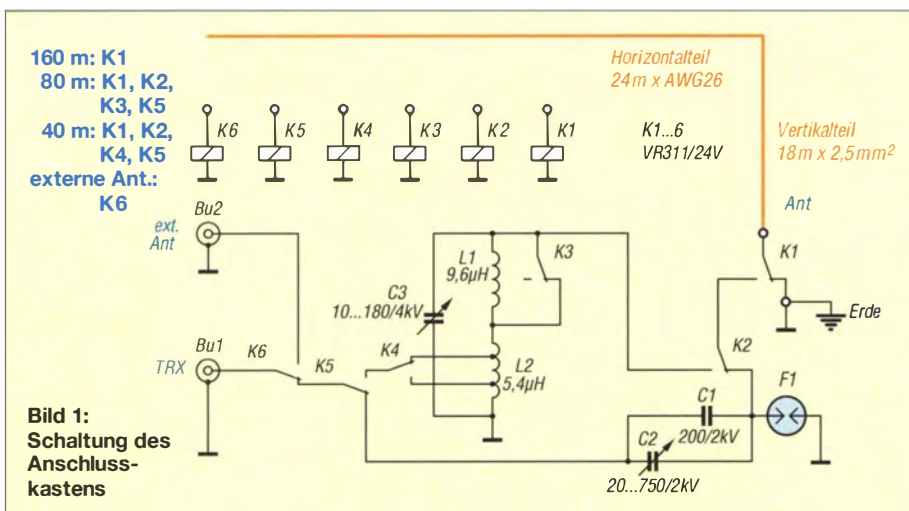 160 m: K1
80 m: K1, K2,
K3, K5
40 m: K1, K2,
K4, K5
externe Ant.:
K6
Horizontalteil
24 m x AWG26
K6
K5
K4
K3
K2
K1
K1...6
VR311/24V
Vertikalteil
18 m x 2,5 mm²
Ant
Bu2
ext.
Ant
L1
9,6µH
K3
K1
C3
10...180/4kV
Erde
Bu1
TRX
K6
K5
K4
L2
5,4µH
K2
F1
C1
200/2kV
C2
20...750/2kV
Bild 1:
Schaltung des
Anschluss-
kastens